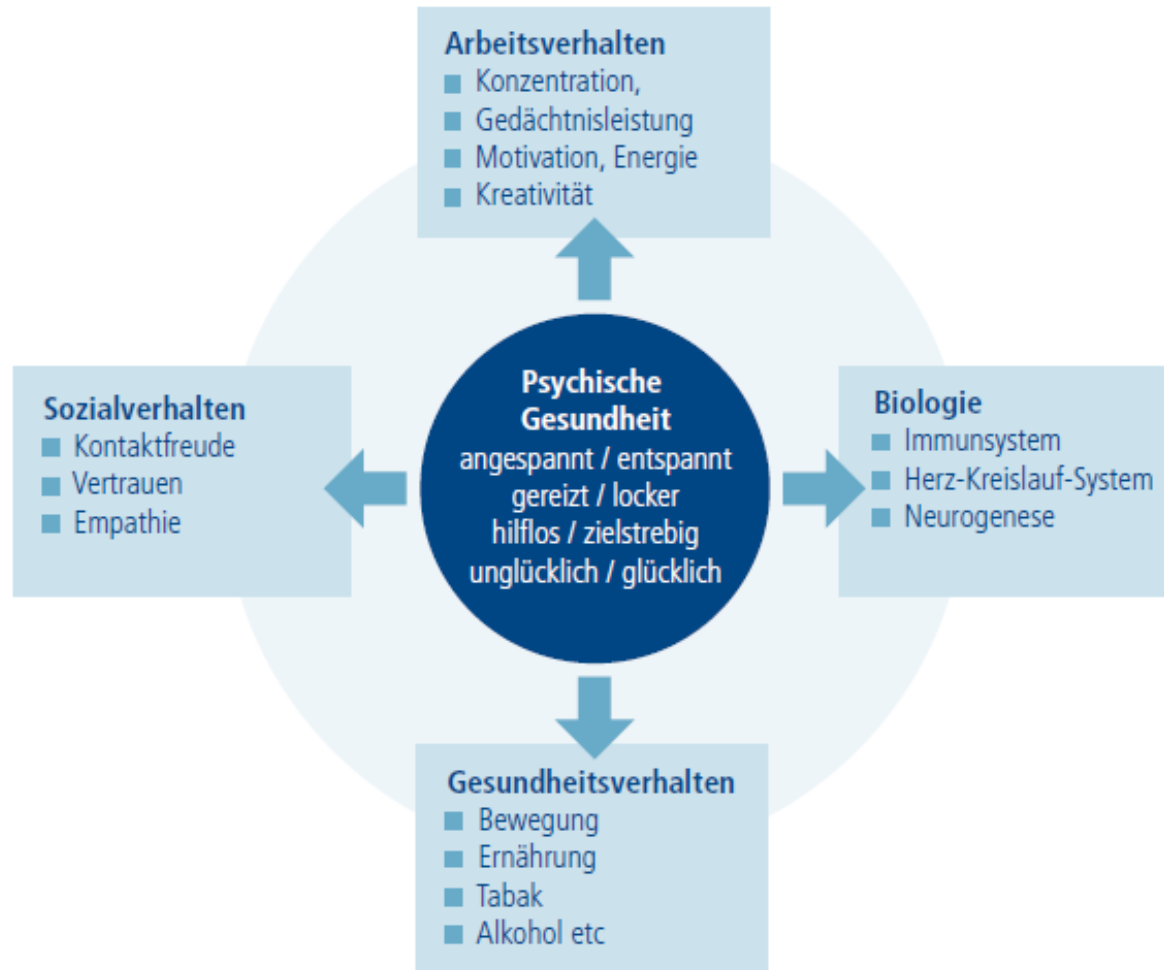 Arbeitsverhalten
Konzentration,
Gedächtnisleistung
Motivation, Energie
Kreativität
Sozialverhalten
Kontaktfreude
Vertrauen
Empathie
Psychische
Gesundheit
angespannt / entspannt
gereizt / locker
hilflos / zielstrebig
unglücklich / glücklich
Biologie
Immunsystem
Herz-Kreislauf-System
Neurogenese
Gesundheitsverhalten
Bewegung
Ernährung
Tabak
Alkohol etc